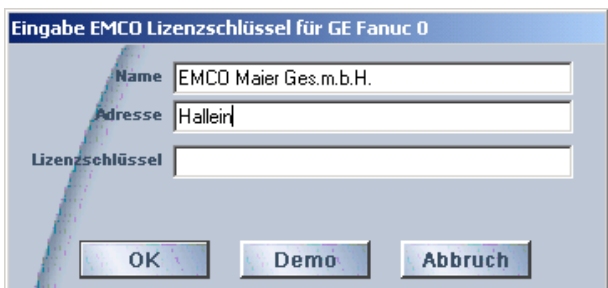 Eingabe EMCO Lizenzschlüssel für GE Fanuc 0
Name EMCO Maier Ges.m.b.H.
Adresse Hallein
Lizenzschlüssel
OK Demo Abbruch